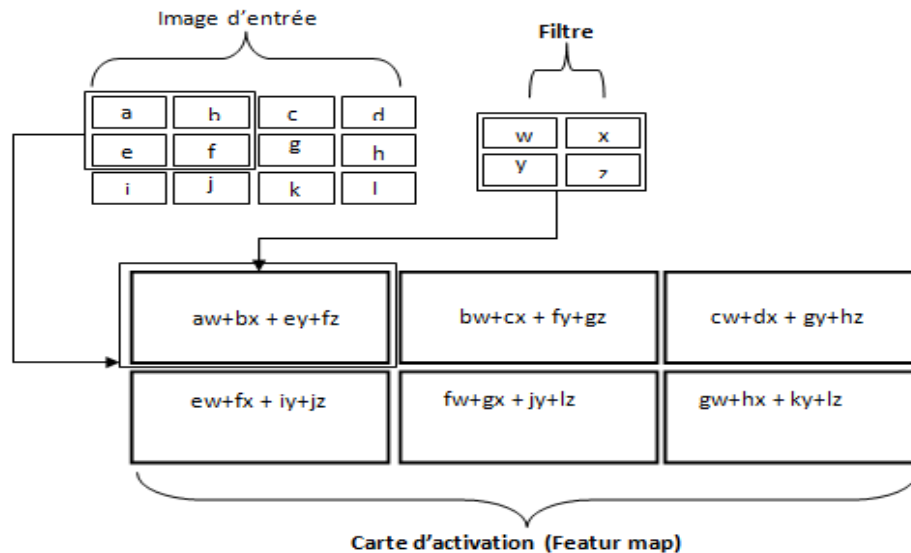 Image d'entrée
Filtre
a b c d
e f g h
i j k l
w x
y z
aw+bx + ey+fz
bw+cx + fy+gz
cw+dx + gy+hz
ew+fx + iy+jz
fw+gx + jy+lz
gw+hx + ky+lz
Carte d'activation (Featur map)